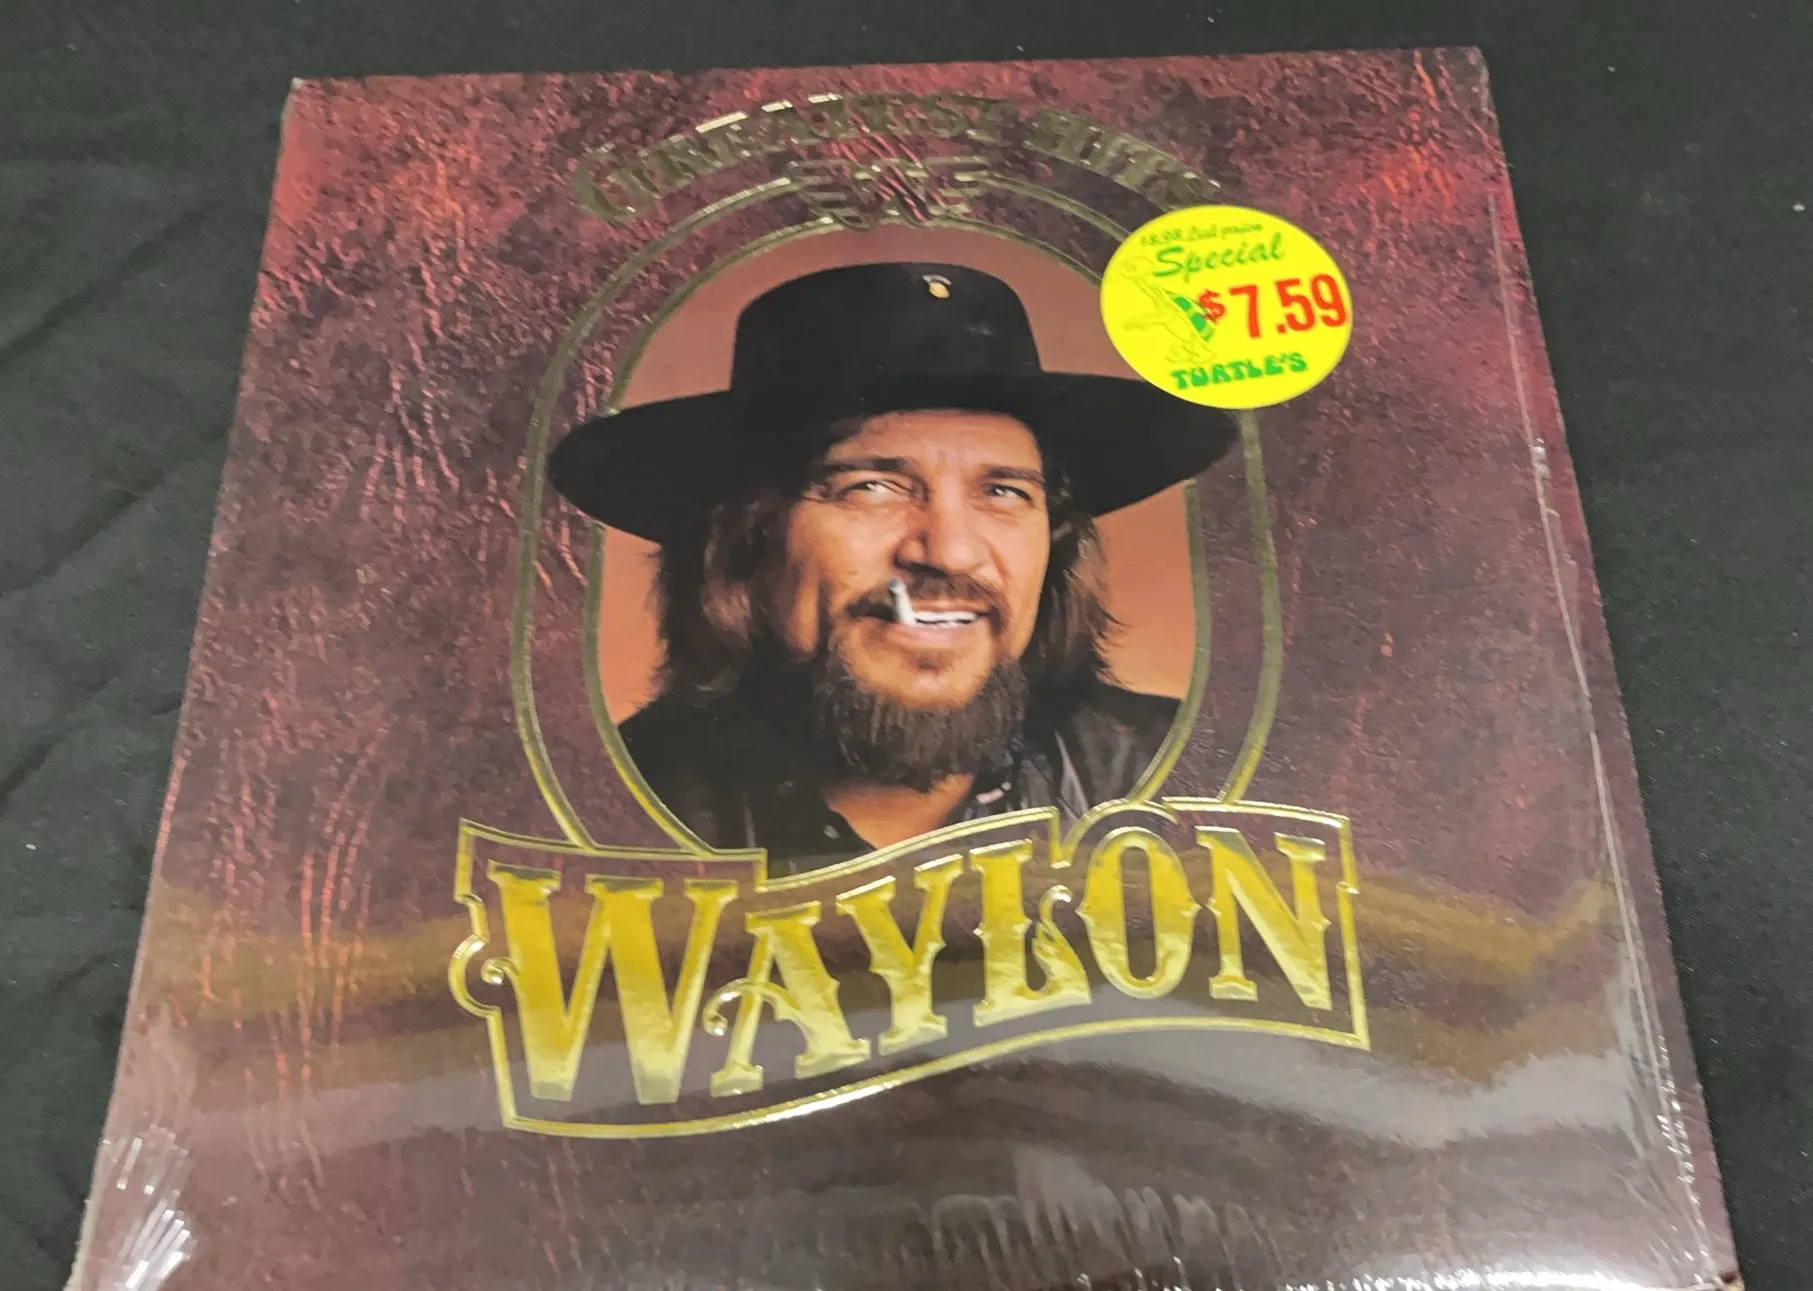 GREATEST HITS
W
$8.98 List price
Special
$7.59
TURTLE'S
WAYLON